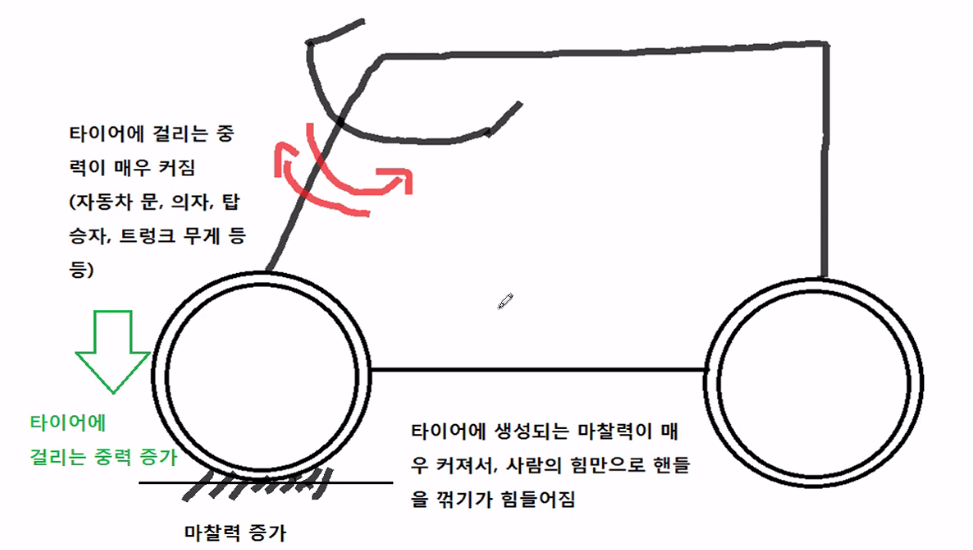 타이어에 걸리는 중
력이 매우 커짐
(자동차 문, 의자, 탑
승자, 트렁크 무게 등
등)
타이어에
걸리는 중력 증가
타이어에 생성되는 마찰력이 매
우 커져서, 사람의 힘만으로 핸들
을 꺾기가 힘들어짐
마찰력 증가